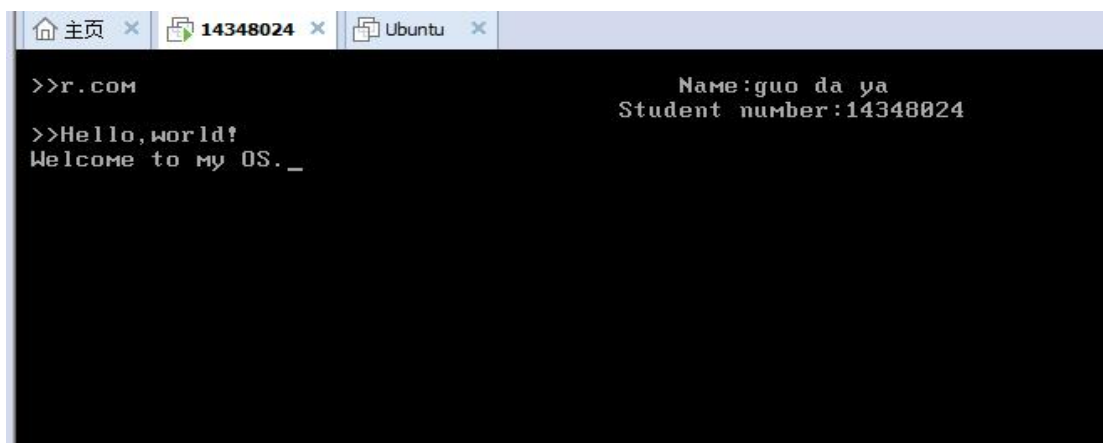 主页 14348024 Ubuntu
>>r.com Name:guo da ya
Student number:14348024
>>Hello,world!
Welcome to my OS._